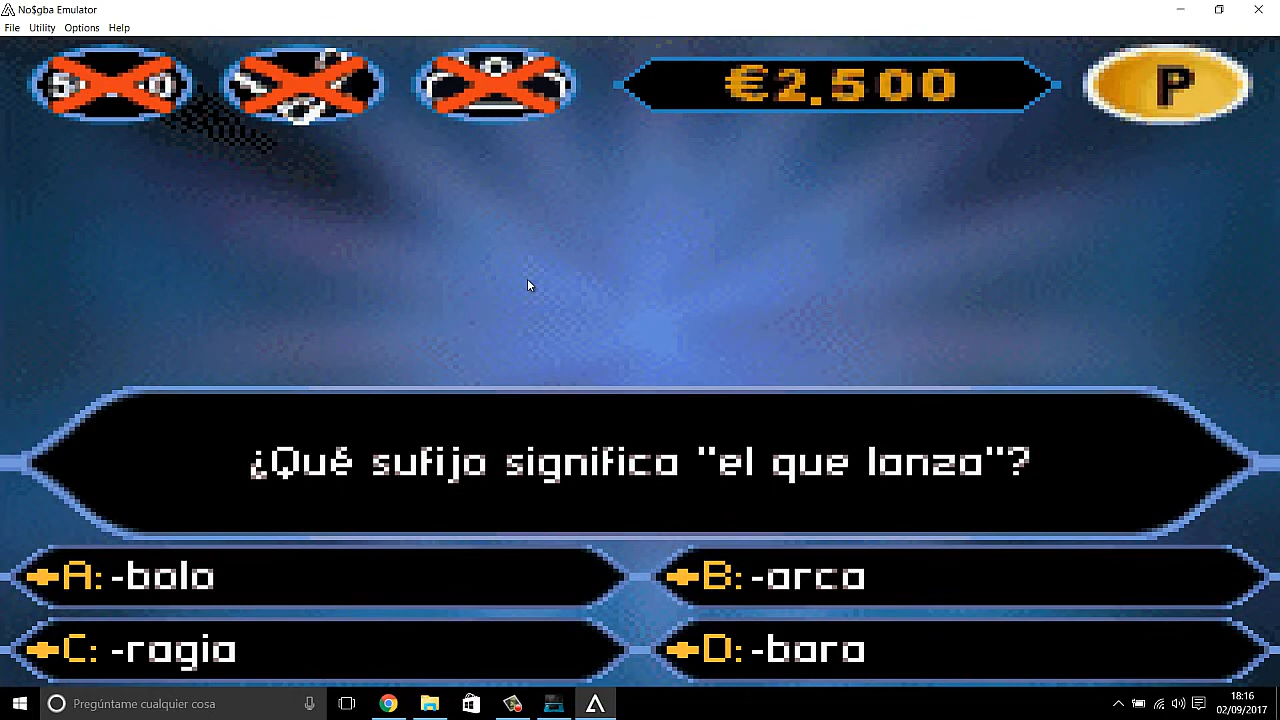 No$gba Emulator
File Utility Options Help
50
€2.500
P
¿Qué sufijo significa "el que lanza"?
A: -bolo
B: -arca
C: -ragia
D: -bara
Pregúntame cualquier cosa
18:16
02/09/2017